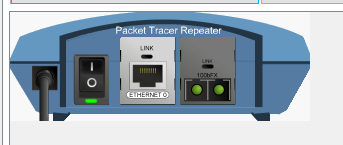 Packet Tracer Repeater
LINK
LINK
100bFX
ETHERNET 0